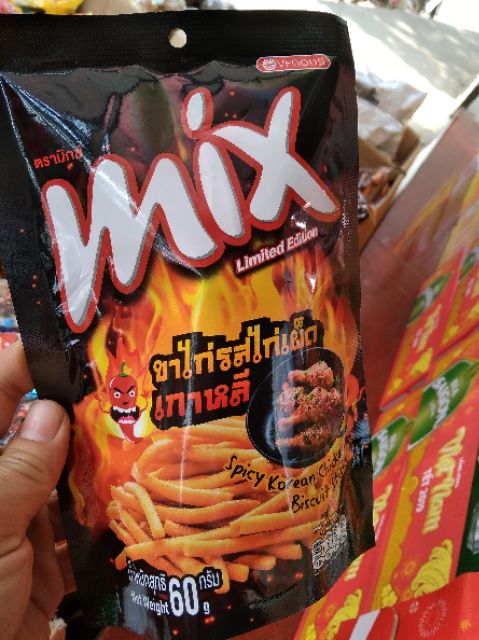 VFOODS
ตรามิกซ์
mix
Limited Edition
ขาไก่รสไก่เผ็ด
เกาหลี
Spicy Korean Chicken
Biscuit
น้ำหนักสุทธิ 60 กรัม
Net Weight 60 g
TẾT